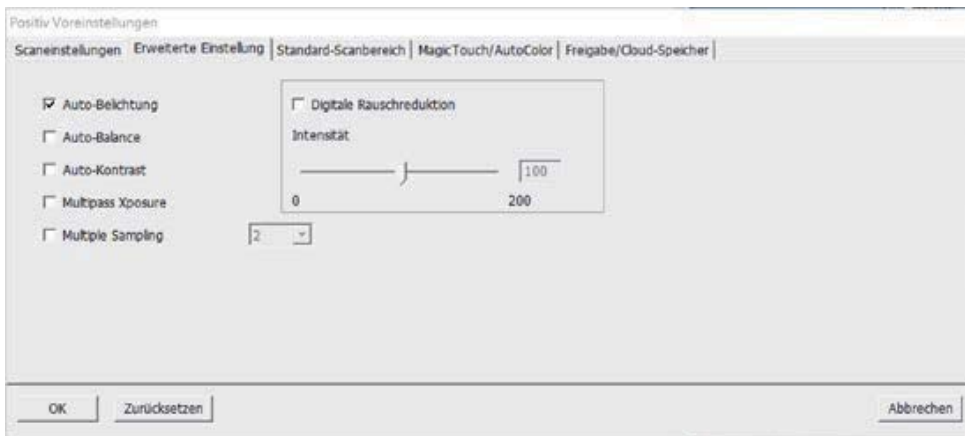 Positiv Voreinstellungen
Scaneinstellungen Erweiterte Einstellung Standard-Scanbereich MagicTouch/AutoColor Freigabe/Cloud-Speicher
Auto-Belichtung
Digitale Rauschreduktion
Auto-Balance
Intensität
Auto-Kontrast
100
Multipass Xposure
0 200
Multiple Sampling 2
OK Zurücksetzen Abbrechen